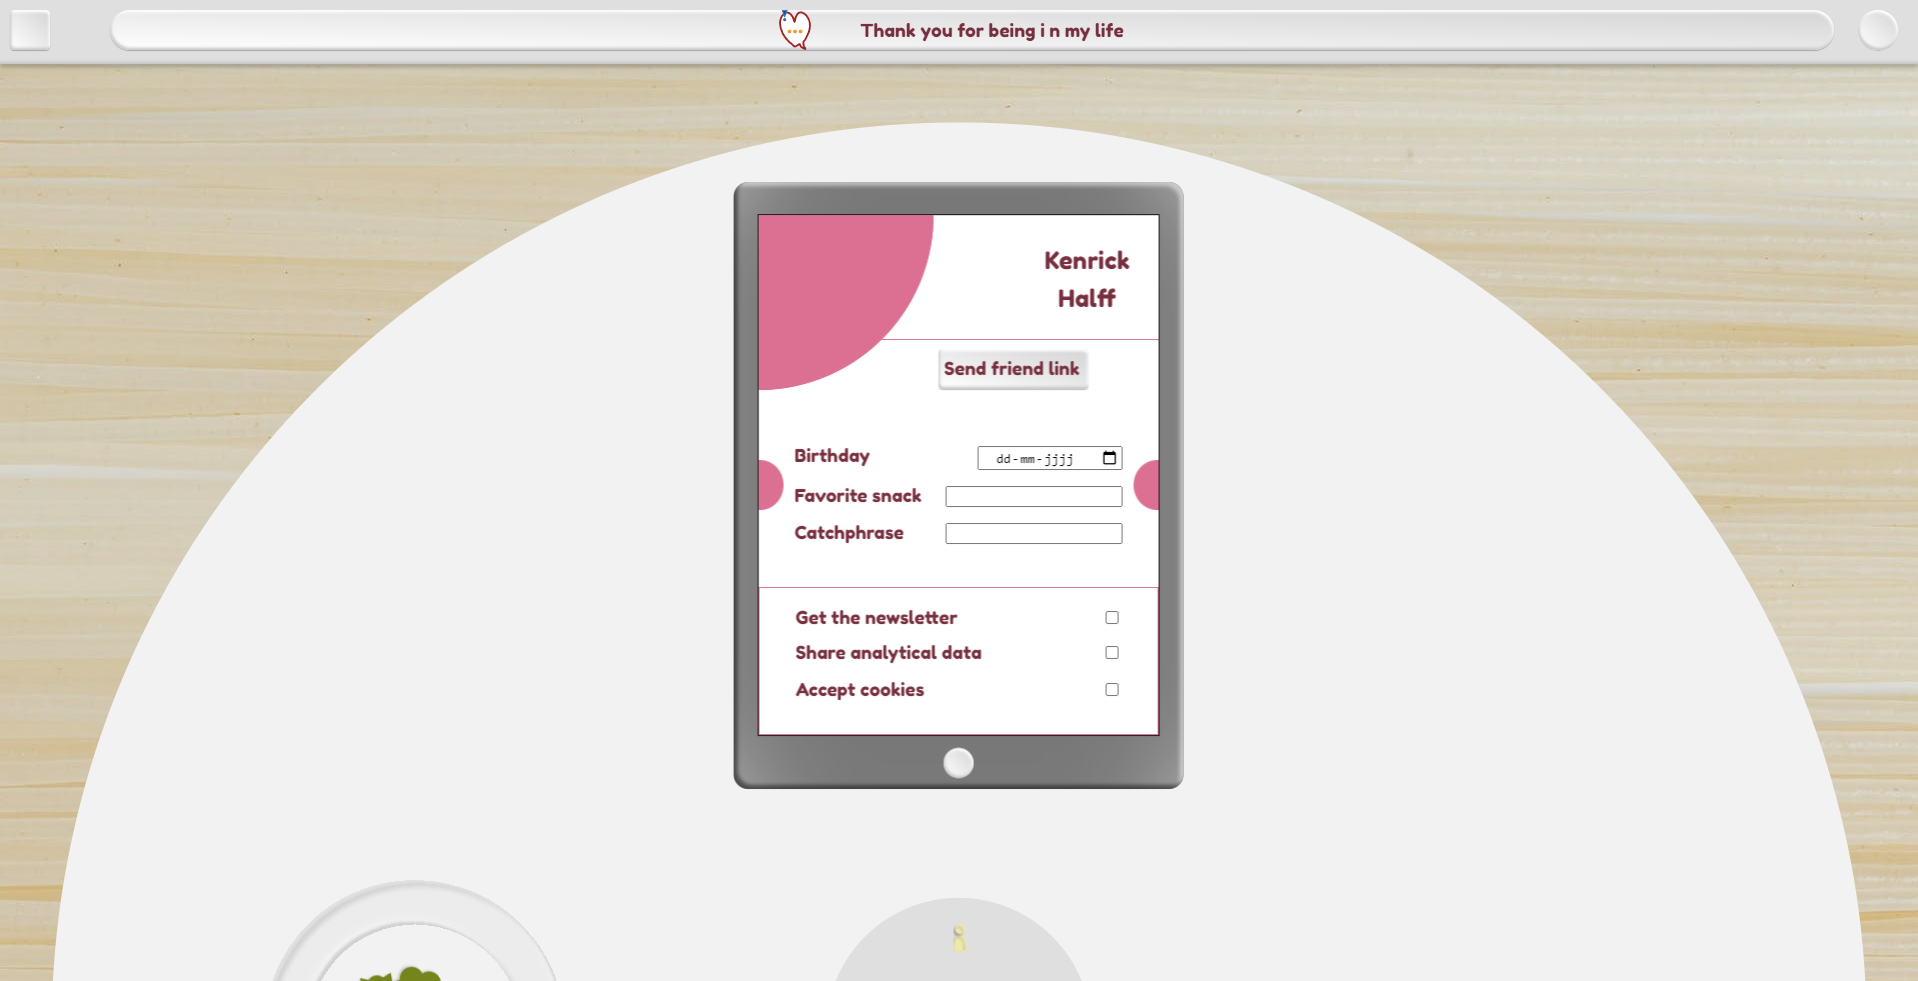 Thank you for being i n my life
Kenrick
Halff
Send friend link
Birthday
dd-mm-jjjj
Favorite snack
Catchphrase
Get the newsletter
Share analytical data
Accept cookies